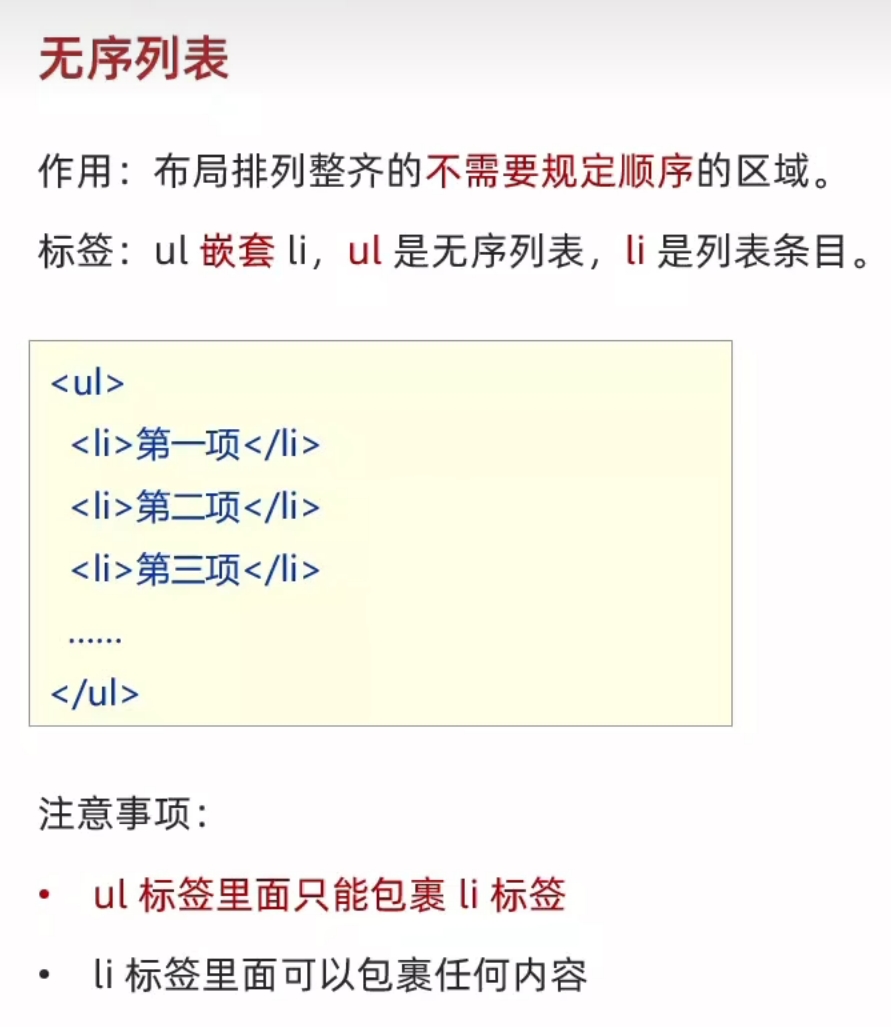 无序列表
作用：布局排列整齐的不需要规定顺序的区域。
标签：ul 嵌套 li，ul 是无序列表，li 是列表条目。
<ul>
<li>第一项</li>
<li>第二项</li>
<li>第三项</li>
……
</ul>
注意事项：
• ul 标签里面只能包裹 li 标签
• li 标签里面可以包裹任何内容